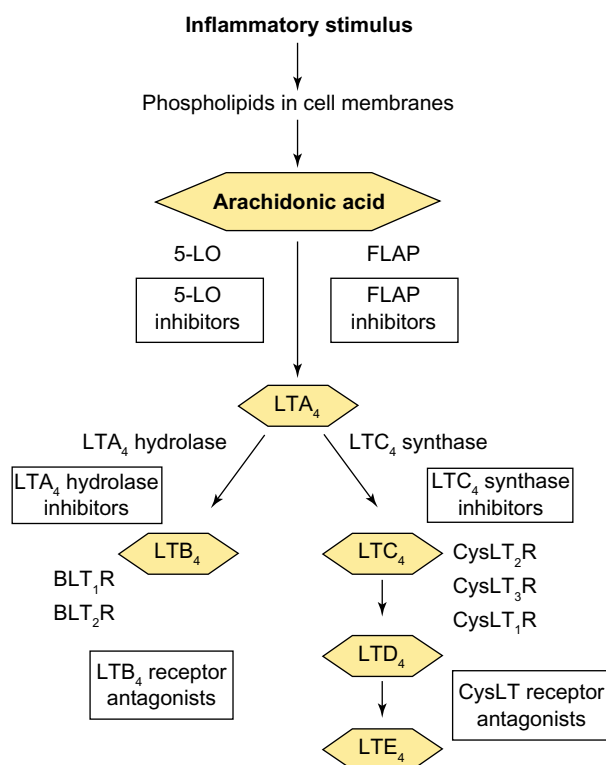 Inflammatory stimulus
Phospholipids in cell membranes
Arachidonic acid
5-LO
FLAP
5-LO
inhibitors
FLAP
inhibitors
LTA₄
LTA₄ hydrolase
LTC₄ synthase
LTA₄ hydrolase
inhibitors
LTC₄ synthase
inhibitors
LTB₄
LTC₄
BLT₁R
BLT₂R
CysLT₂R
CysLT₃R
CysLT₁R
LTD₄
LTB₄ receptor
antagonists
CysLT receptor
antagonists
LTE₄